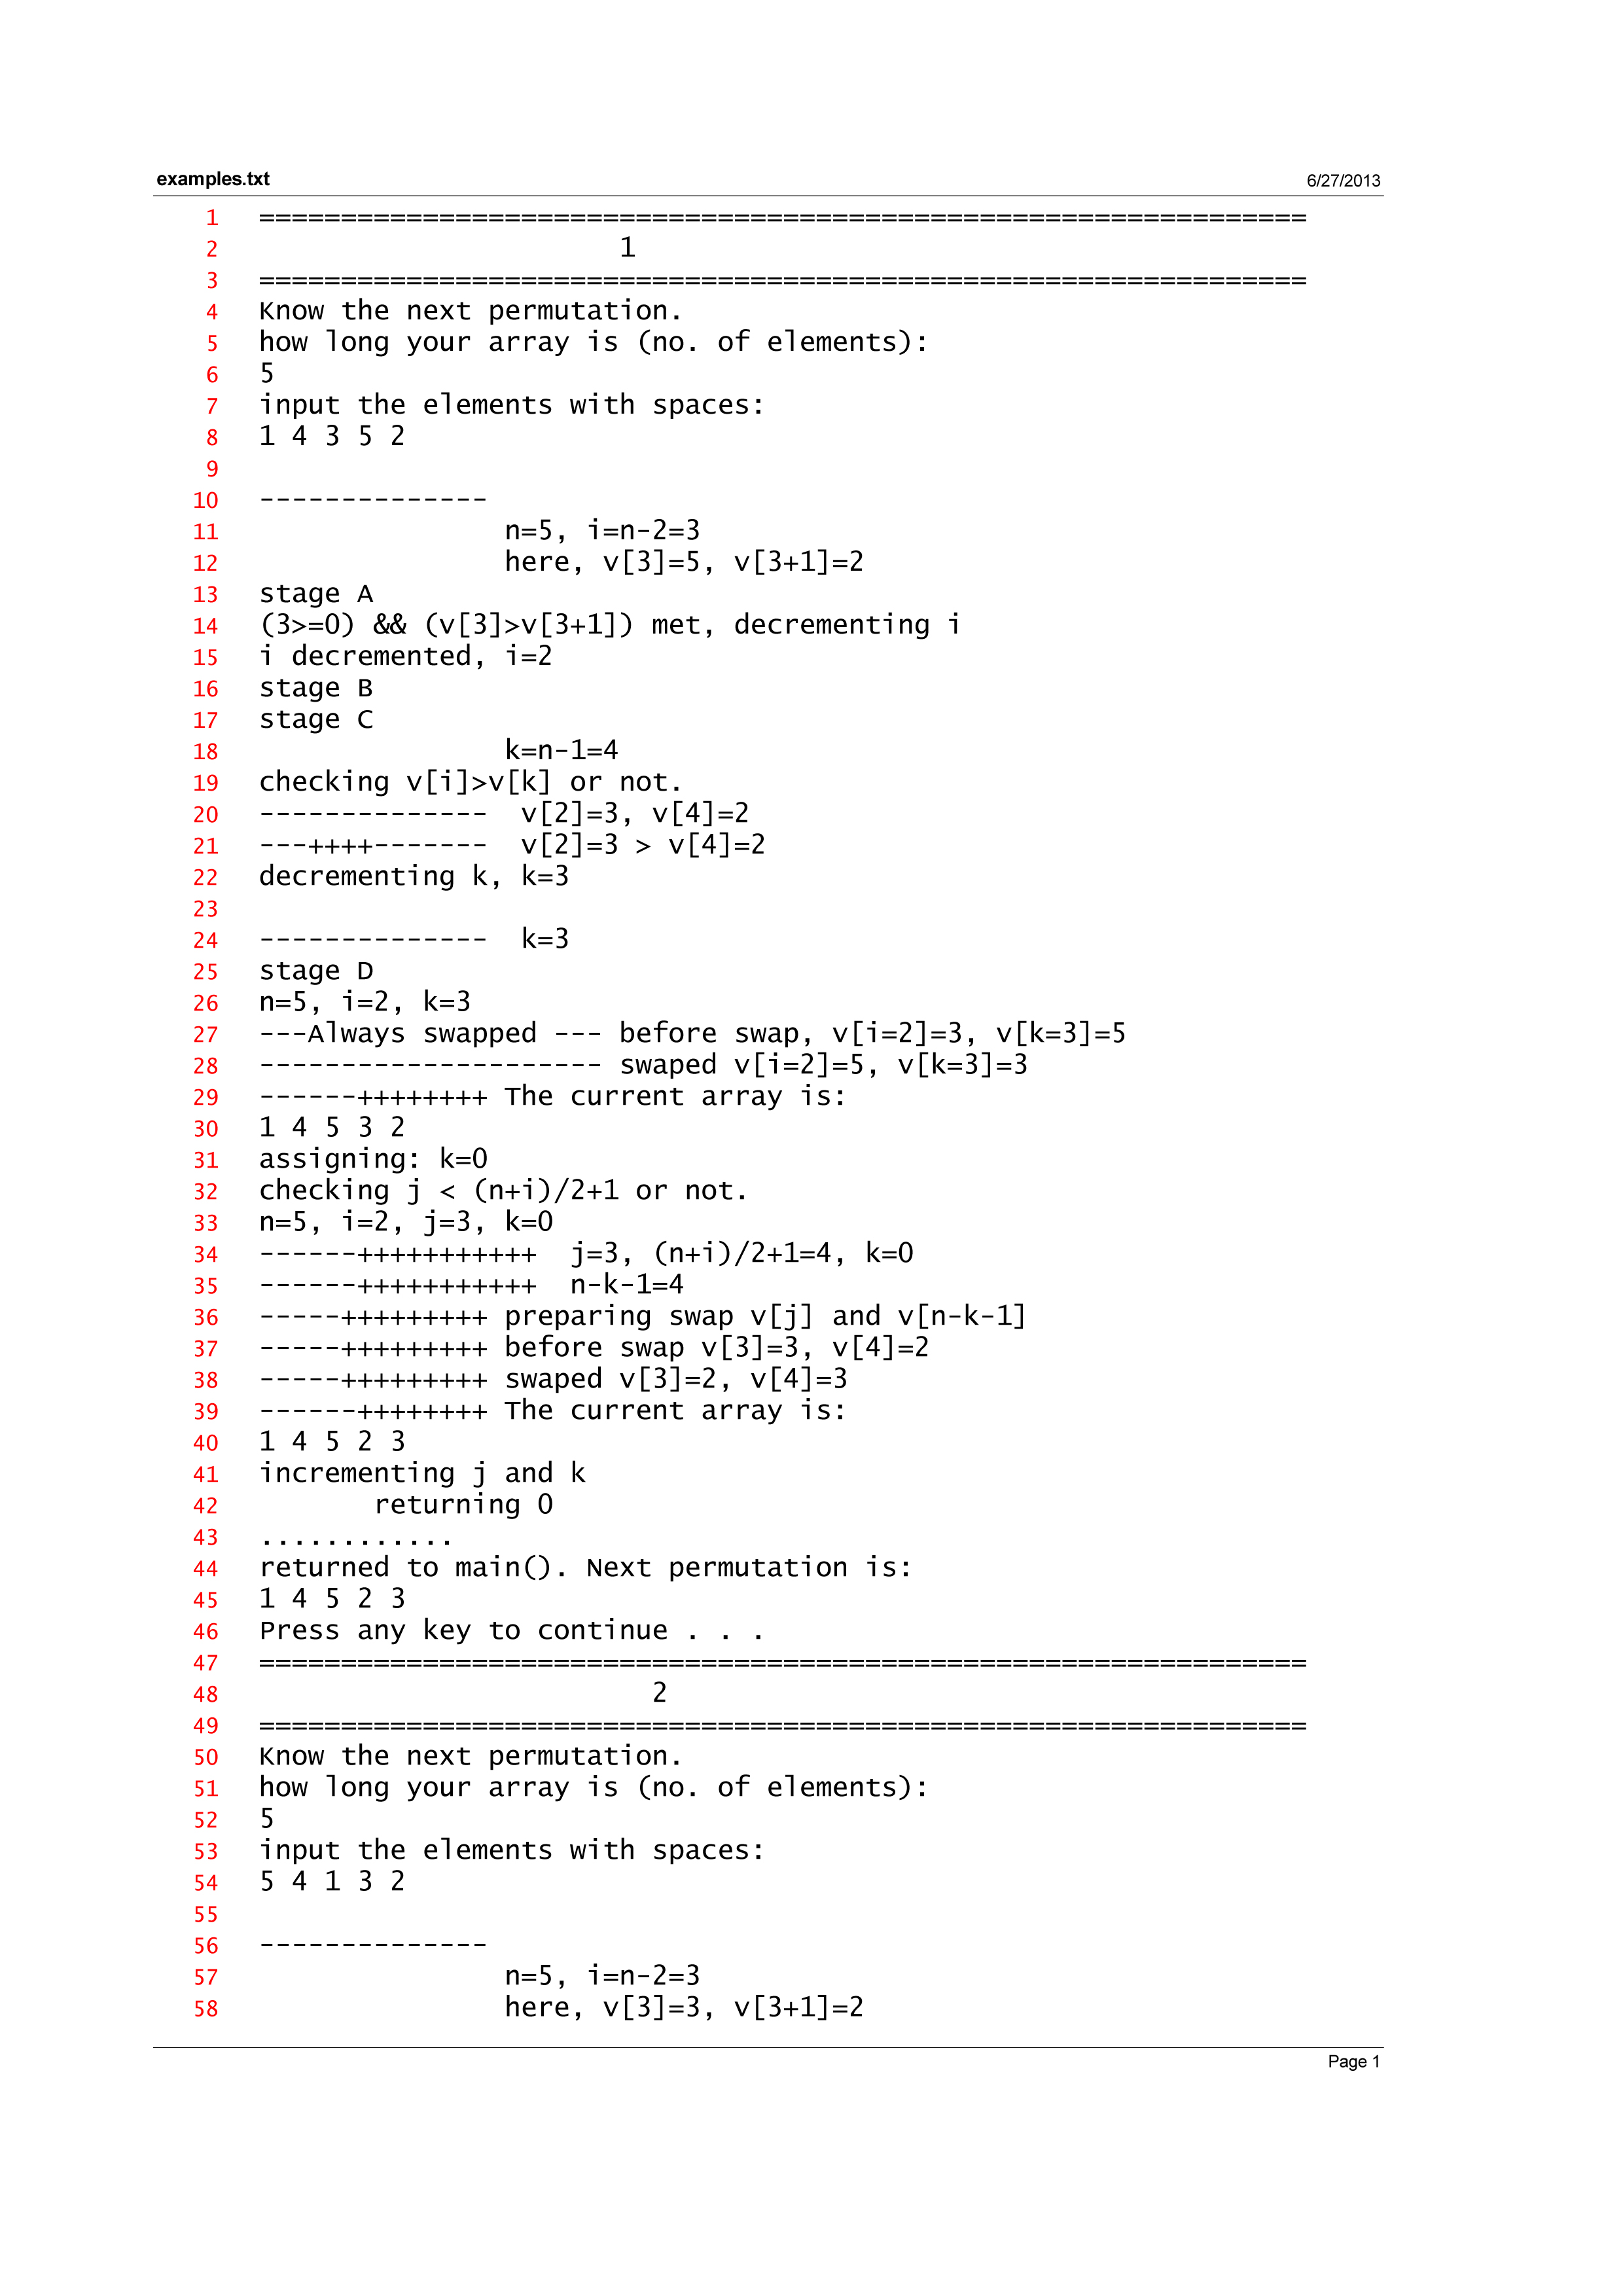 examples.txt 6/27/2013
1 ================================================================
2                       1
3 ================================================================
4 Know the next permutation.
5 how long your array is (no. of elements):
6 5
7 input the elements with spaces:
8 1 4 3 5 2
9
10 --------------
11                n=5, i=n-2=3
12                here, v[3]=5, v[3+1]=2
13 stage A
14 (3>=0) && (v[3]>v[3+1]) met, decrementing i
15 i decremented, i=2
16 stage B
17 stage C
18                k=n-1=4
19 checking v[i]>v[k] or not.
20 --------------  v[2]=3, v[4]=2
21 ---++++-------  v[2]=3 > v[4]=2
22 decrementing k, k=3
23
24 --------------  k=3
25 stage D
26 n=5, i=2, k=3
27 ---Always swapped --- before swap, v[i=2]=3, v[k=3]=5
28 --------------------- swaped v[i=2]=5, v[k=3]=3
29 ------++++++++ The current array is:
30 1 4 5 3 2
31 assigning: k=0
32 checking j < (n+i)/2+1 or not.
33 n=5, i=2, j=3, k=0
34 ------+++++++++++  j=3, (n+i)/2+1=4, k=0
35 ------+++++++++++  n-k-1=4
36 -----+++++++++ preparing swap v[j] and v[n-k-1]
37 -----+++++++++ before swap v[3]=3, v[4]=2
38 -----+++++++++ swaped v[3]=2, v[4]=3
39 ------++++++++ The current array is:
40 1 4 5 2 3
41 incrementing j and k
42        returning 0
43 ............
44 returned to main(). Next permutation is:
45 1 4 5 2 3
46 Press any key to continue . . .
47 ================================================================
48                         2
49 ================================================================
50 Know the next permutation.
51 how long your array is (no. of elements):
52 5
53 input the elements with spaces:
54 5 4 1 3 2
55
56 --------------
57                n=5, i=n-2=3
58                here, v[3]=3, v[3+1]=2
Page 1